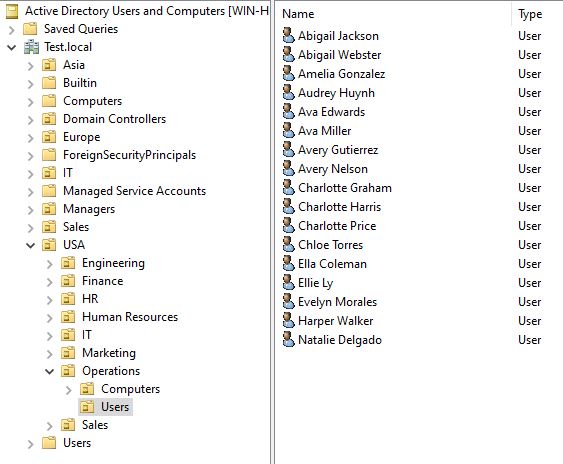 Active Directory Users and Computers [WIN-H
Saved Queries
Test.local
Asia
Builtin
Computers
Domain Controllers
Europe
ForeignSecurityPrincipals
IT
Managed Service Accounts
Managers
Sales
USA
Engineering
Finance
HR
Human Resources
IT
Marketing
Operations
Computers
Users
Sales
Users
Name Type
Abigail Jackson User
Abigail Webster User
Amelia Gonzalez User
Audrey Huynh User
Ava Edwards User
Ava Miller User
Avery Gutierrez User
Avery Nelson User
Charlotte Graham User
Charlotte Harris User
Charlotte Price User
Chloe Torres User
Ella Coleman User
Ellie Ly User
Evelyn Morales User
Harper Walker User
Natalie Delgado User